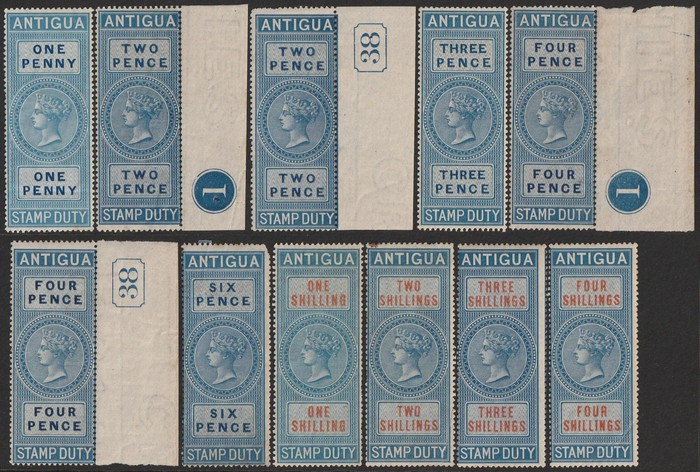 ANTIGUA
ONE
PENNY
ONE
PENNY
STAMP DUTY
ANTIGUA
TWO
PENCE
TWO
PENCE
STAMP DUTY
1
ANTIGUA
TWO
PENCE
TWO
PENCE
STAMP DUTY
38
ANTIGUA
THREE
PENCE
THREE
PENCE
STAMP DUTY
ANTIGUA
FOUR
PENCE
FOUR
PENCE
STAMP DUTY
1
ANTIGUA
FOUR
PENCE
FOUR
PENCE
STAMP DUTY
38
ANTIGUA
SIX
PENCE
SIX
PENCE
STAMP DUTY
ANTIGUA
ONE
SHILLING
ONE
SHILLING
STAMP DUTY
ANTIGUA
TWO
SHILLINGS
TWO
SHILLINGS
STAMP DUTY
ANTIGUA
THREE
SHILLINGS
THREE
SHILLINGS
STAMP DUTY
ANTIGUA
FOUR
SHILLINGS
FOUR
SHILLINGS
STAMP DUTY